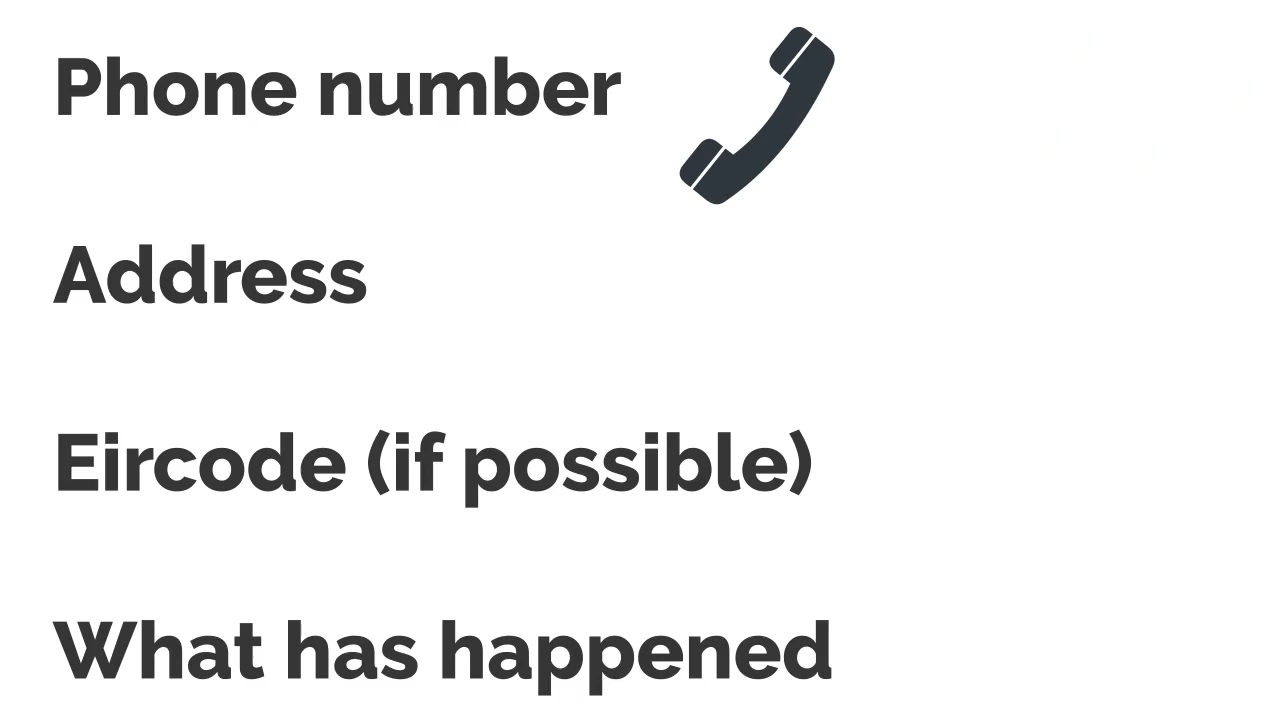 Phone number
Address
Eircode (if possible)
What has happened